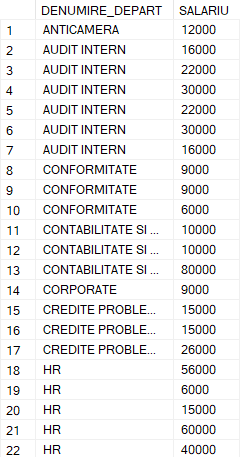 DENUMIRE_DEPART SALARIU
1 ANTICAMERA 12000
2 AUDIT INTERN 16000
3 AUDIT INTERN 22000
4 AUDIT INTERN 30000
5 AUDIT INTERN 22000
6 AUDIT INTERN 30000
7 AUDIT INTERN 16000
8 CONFORMITATE 9000
9 CONFORMITATE 9000
10 CONFORMITATE 6000
11 CONTABILITATE SI ... 10000
12 CONTABILITATE SI ... 10000
13 CONTABILITATE SI ... 80000
14 CORPORATE 9000
15 CREDITE PROBLE... 15000
16 CREDITE PROBLE... 15000
17 CREDITE PROBLE... 26000
18 HR 56000
19 HR 6000
20 HR 15000
21 HR 60000
22 HR 40000